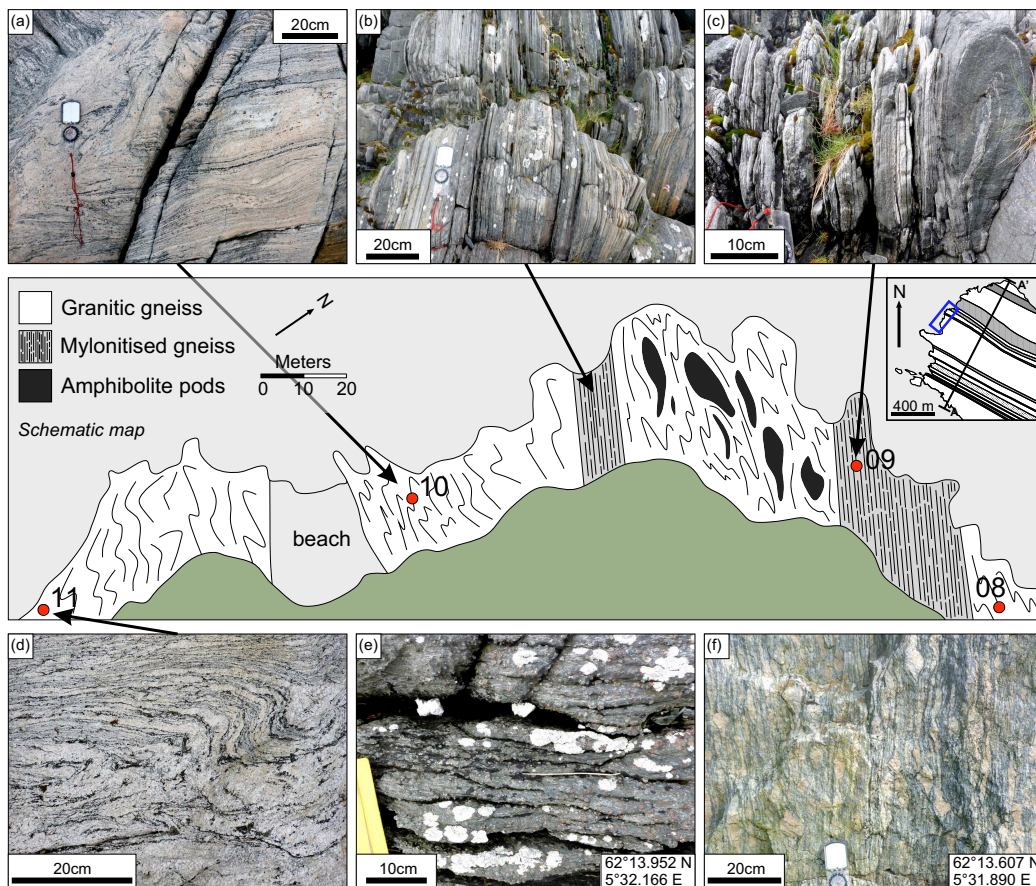 (a)
20cm
(b)
20cm
(c)
10cm
Granitic gneiss
Mylonitised gneiss
Amphibolite pods
Schematic map
N
Meters
0 10 20
N
A'
A
400 m
10
09
beach
11
08
(d)
20cm
(e)
10cm
62°13.952 N
5°32.166 E
(f)
20cm
62°13.607 N
5°31.890 E